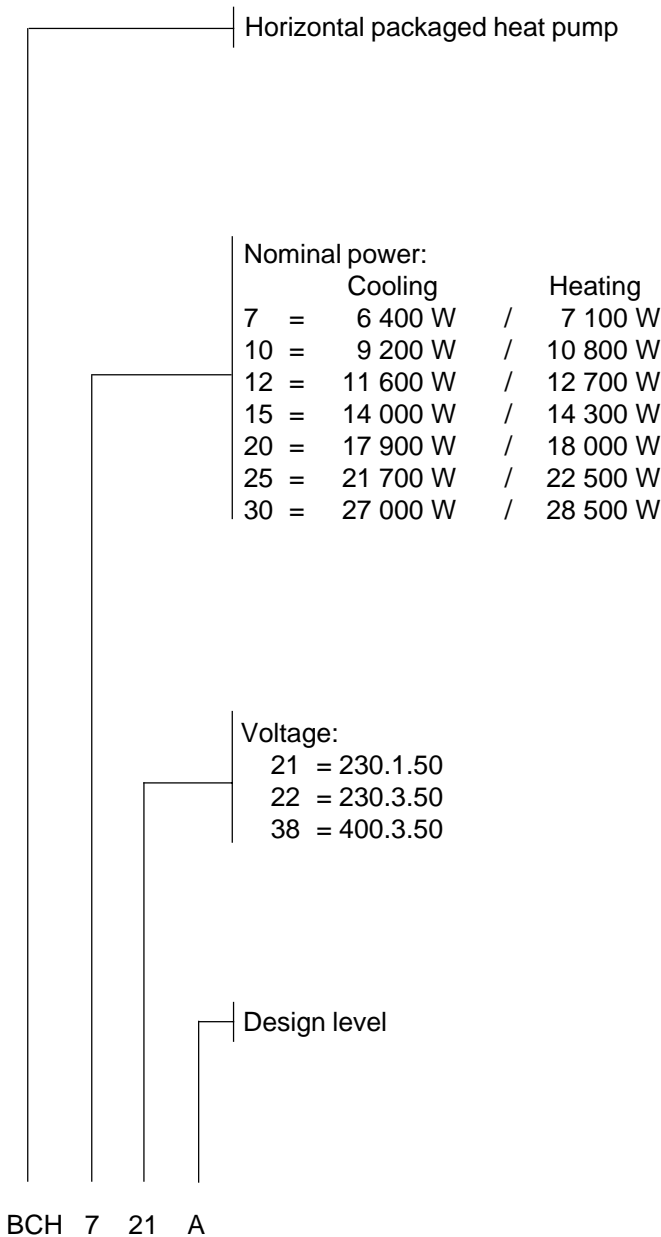 Horizontal packaged heat pump
Nominal power:
Cooling Heating
7 = 6 400 W / 7 100 W
10 = 9 200 W / 10 800 W
12 = 11 600 W / 12 700 W
15 = 14 000 W / 14 300 W
20 = 17 900 W / 18 000 W
25 = 21 700 W / 22 500 W
30 = 27 000 W / 28 500 W
Voltage:
21 = 230.1.50
22 = 230.3.50
38 = 400.3.50
Design level
BCH 7 21 A